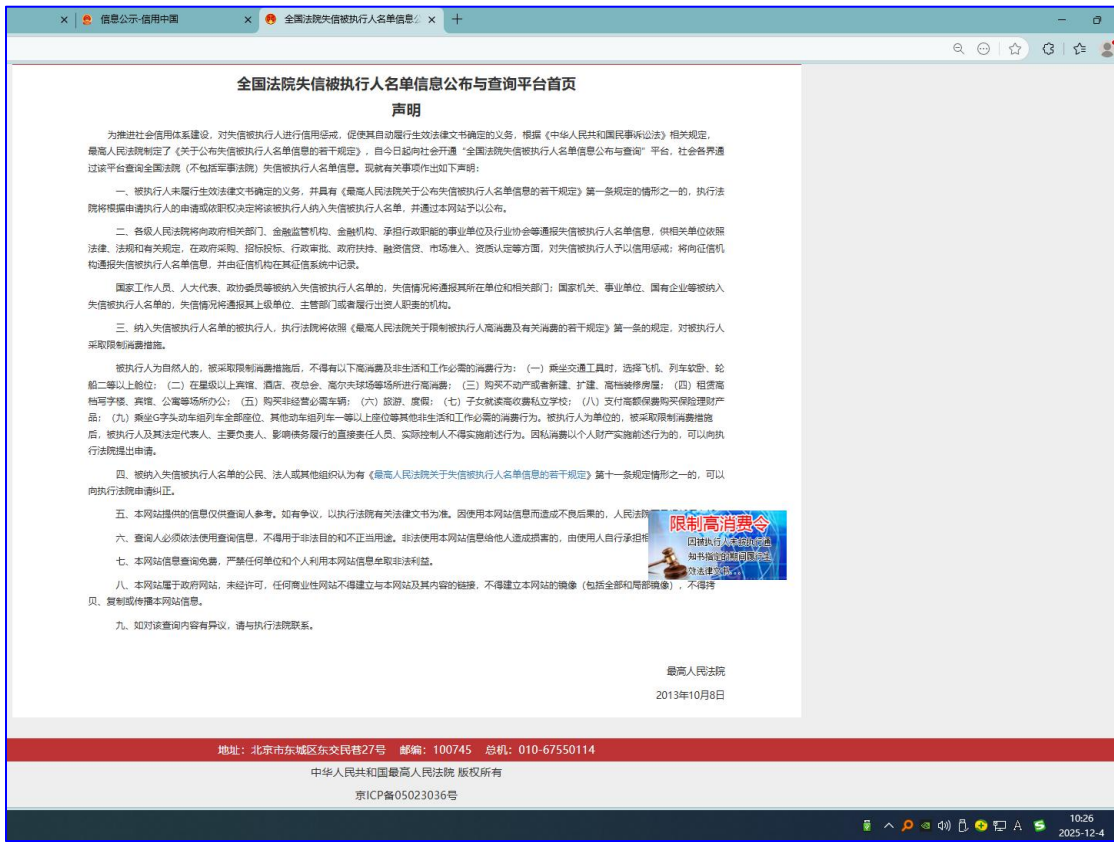 信息公示-信用中国
全国法院失信被执行人名单信息公
全国法院失信被执行人名单信息公布与查询平台首页
声明
为推进社会信用体系建设，对失信被执行人进行信用惩戒，促使其自动履行生效法律文书确定的义务，根据《中华人民共和国民事诉讼法》相关规定，
最高人民法院制定了《关于公布失信被执行人名单信息的若干规定》，自今日起向社会开通“全国法院失信被执行人名单信息公布与查询”平台，社会各界通
过该平台查询全国法院（不包括军事法院）失信被执行人名单信息。现就有关事项作出如下声明：
一、被执行人未履行生效法律文书确定的义务，并具有《最高人民法院关于公布失信被执行人名单信息的若干规定》第一条规定的情形之一的，执行法
院将根据申请执行人的申请或依职权决定将该被执行人纳入失信被执行人名单，并通过本网站予以公布。
二、各级人民法院将向政府相关部门、金融监管机构、金融机构、承担行政职能的事业单位及行业协会等通报失信被执行人名单信息，供相关单位依照
法律、法规和有关规定，在政府采购、招标投标、行政审批、政府扶持、融资信贷、市场准入、资质认定等方面，对失信被执行人予以信用惩戒；将向征信机
构通报失信被执行人名单信息，并由征信机构在其征信系统中记录。
国家工作人员、人大代表、政协委员等被纳入失信被执行人名单的，失信情况将通报其所在单位和相关部门；国家机关、事业单位、国有企业等被纳入
失信被执行人名单的，失信情况将通报其上级单位、主管部门或者履行出资人职责的机构。
三、纳入失信被执行人名单的被执行人，执行法院将依照《最高人民法院关于限制被执行人高消费及有关消费的若干规定》第一条的规定，对被执行人
采取限制消费措施。
被执行人为自然人的，被采取限制消费措施后，不得有以下高消费及非生活和工作必需的消费行为：（一）乘坐交通工具时，选择飞机、列车软卧、轮
船二等以上舱位；（二）在星级以上宾馆、酒店、夜总会、高尔夫球场等场所进行高消费；（三）购买不动产或者新建、扩建、高档装修房屋；（四）租赁高
档写字楼、宾馆、公寓等场所办公；（五）购买非经营必需车辆；（六）旅游、度假；（七）子女就读高收费私立学校；（八）支付高额保费购买保险理财产
品；（九）乘坐G字头动车组列车全部座位、其他动车组列车一等以上座位等其他非生活和工作必需的消费行为。被执行人为单位的，被采取限制消费措施
后，被执行人及其法定代表人、主要负责人、影响债务履行的直接责任人员、实际控制人不得实施前述行为。因私消费以个人财产实施前述行为的，可以向执
行法院提出申请。
四、被纳入失信被执行人名单的公民、法人或其他组织认为有《最高人民法院关于失信被执行人名单信息的若干规定》第十一条规定情形之一的，可以
向执行法院申请纠正。
五、本网站提供的信息仅供查询人参考。如有争议，以执行法院有关法律文书为准。因使用本网站信息而造成不良后果的，人民法院
六、查询人必须依法使用查询信息，不得用于非法目的和不正当用途。非法使用本网站信息给他人造成损害的，由使用人自行承担相
七、本网站信息查询免费，严禁任何单位和个人利用本网站信息牟取非法利益。
八、本网站属于政府网站，未经许可，任何商业性网站不得建立与本网站及其内容的链接，不得建立本网站的镜像（包括全部和局部镜像），不得拷
贝、复制或传播本网站信息。
九、如对该查询内容有异议，请与执行法院联系。
限制高消费令
因被执行人未按执行通
知书指定的期间履行生
效法律文书...
最高人民法院
2013年10月8日
地址：北京市东城区东交民巷27号 邮编：100745 总机：010-67550114
中华人民共和国最高人民法院 版权所有
京ICP备05023036号
A
10:26
2025-12-4